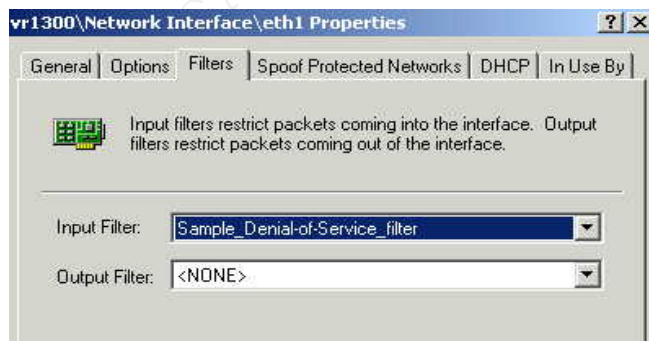 vr1300\Network Interface\eth1 Properties
General Options Filters Spoof Protected Networks DHCP In Use By
Input filters restrict packets coming into the interface. Output
filters restrict packets coming out of the interface.
Input Filter: Sample_Denial-of-Service_filter
Output Filter: <NONE>